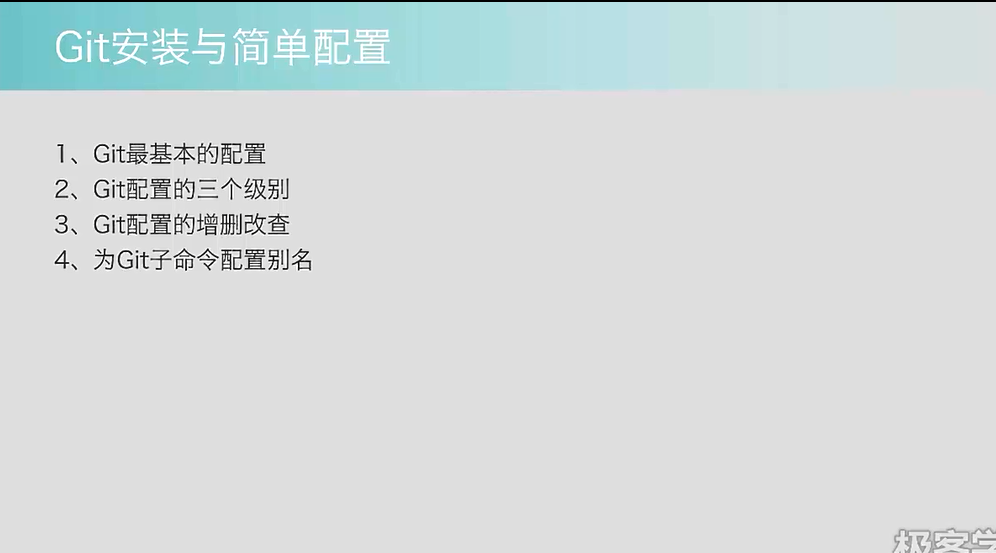 Git安装与简单配置
1、Git最基本的配置
2、Git配置的三个级别
3、Git配置的增删改查
4、为Git子命令配置别名
极客学